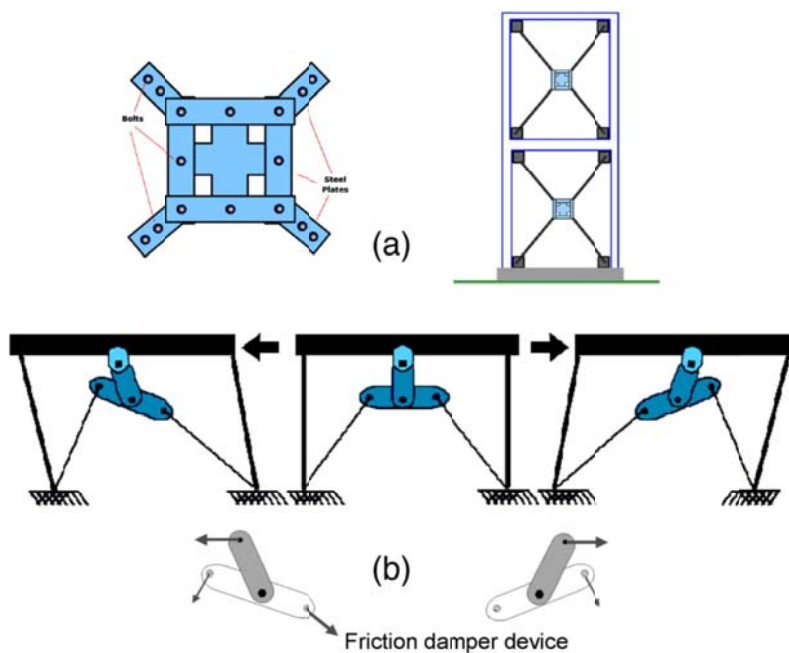 Bolts
Steel
Plates
(a)
(b)
Friction damper device